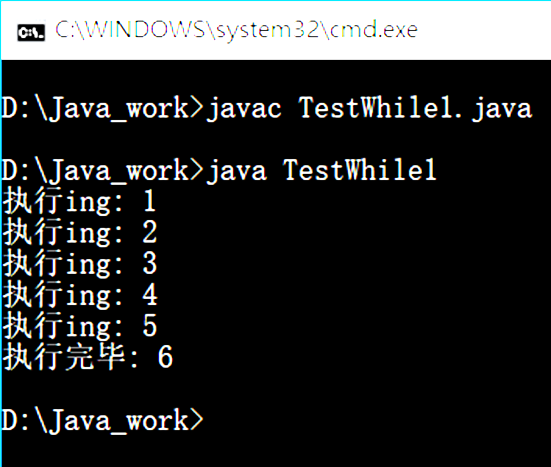 C:\WINDOWS\system32\cmd.exe
D:\Java_work>javac TestWhile1.java
D:\Java_work>java TestWhile1
执行ing: 1
执行ing: 2
执行ing: 3
执行ing: 4
执行ing: 5
执行完毕: 6
D:\Java_work>